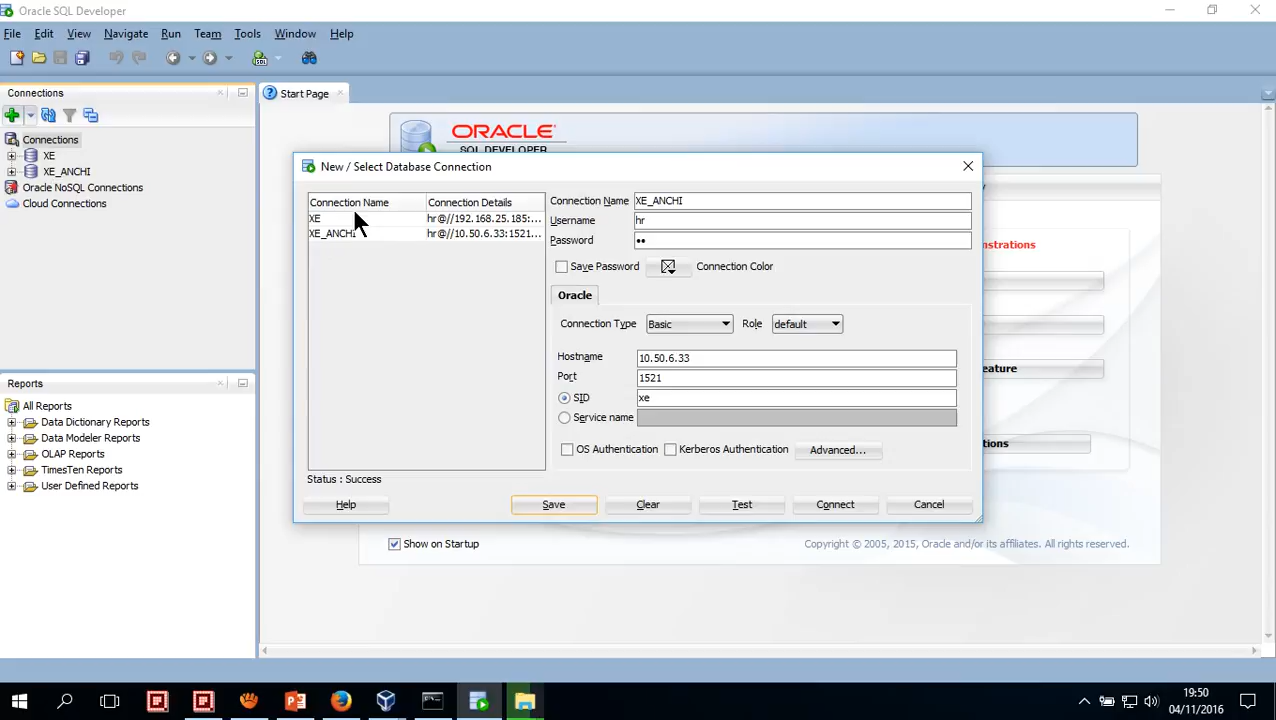 Oracle SQL Developer
File Edit View Navigate Run Team Tools Window Help
Connections
Start Page
Connections
XE
XE_ANCHI
Oracle NoSQL Connections
Cloud Connections
ORACLE
SQL DEVELOPER
New / Select Database Connection
Connection Name Connection Details
XE hr@//192.168.25.185:...
XE_ANCHI hr@//10.50.6.33:1521...
Connection Name XE_ANCHI
Username hr
Password ••
Save Password Connection Color
Oracle
Connection Type Basic Role default
Hostname 10.50.6.33
Port 1521
SID xe
Service name
OS Authentication Kerberos Authentication Advanced...
Status : Success
Help Save Clear Test Connect Cancel
Reports
All Reports
Data Dictionary Reports
Data Modeler Reports
OLAP Reports
TimesTen Reports
User Defined Reports
Show on Startup
Copyright © 2005, 2015, Oracle and/or its affiliates. All rights reserved.
19:50
04/11/2016